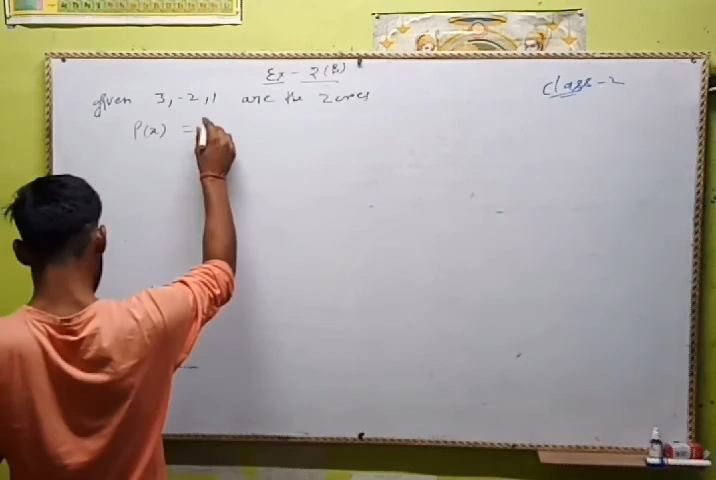 Ex - 2(B)
Class-2
given 3, -2, 1 are the zeroes
P(x) =